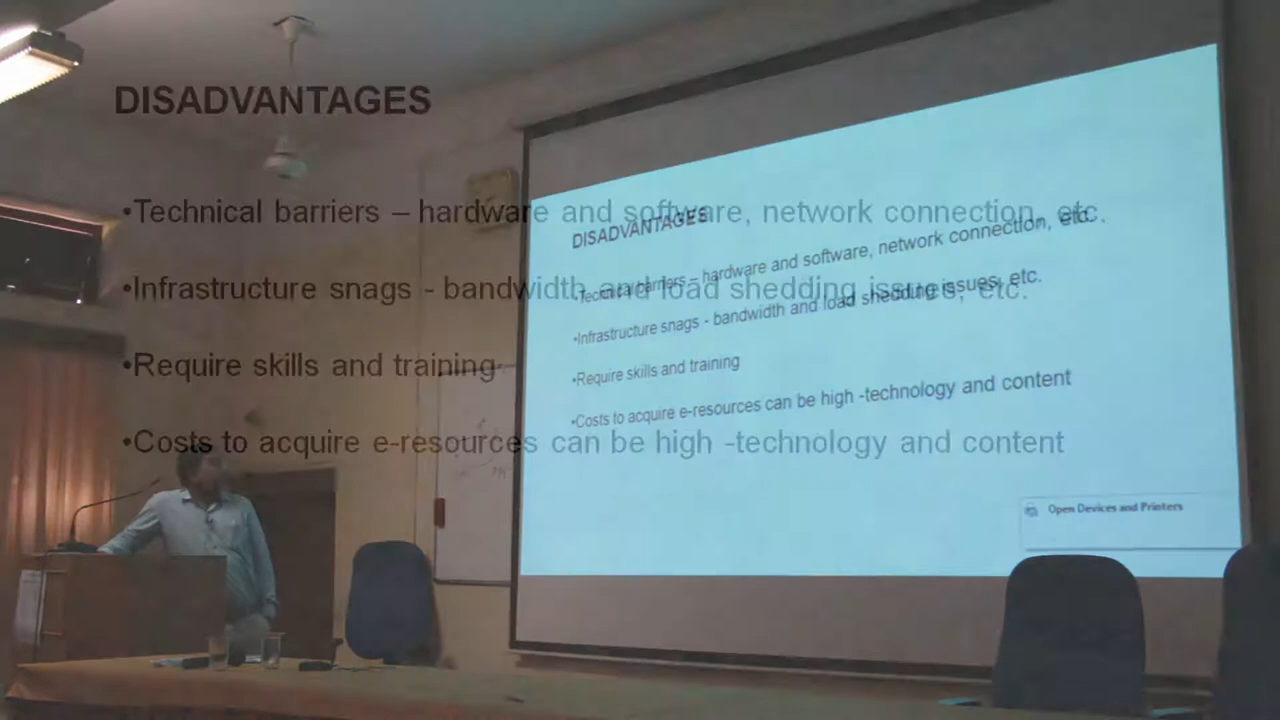 DISADVANTAGES
•Technical barriers – hardware and software, network connection, etc.
•Infrastructure snags - bandwidth and load shedding issues, etc.
•Require skills and training
•Costs to acquire e-resources can be high -technology and content
DISADVANTAGES
•Technical barriers – hardware and software, network connection, etc.
•Infrastructure snags - bandwidth and load shedding issues, etc.
•Require skills and training
•Costs to acquire e-resources can be high -technology and content
Open Devices and Printers